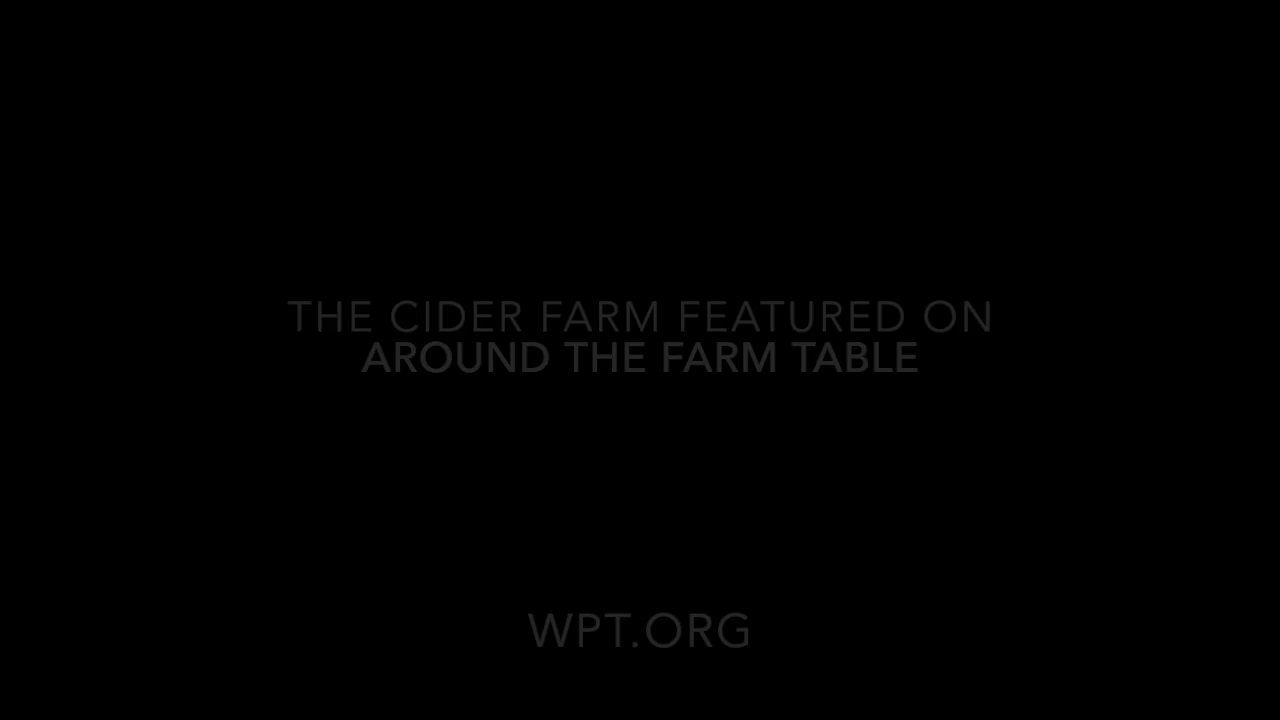 THE CIDER FARM FEATURED ON
AROUND THE FARM TABLE
WPT.ORG